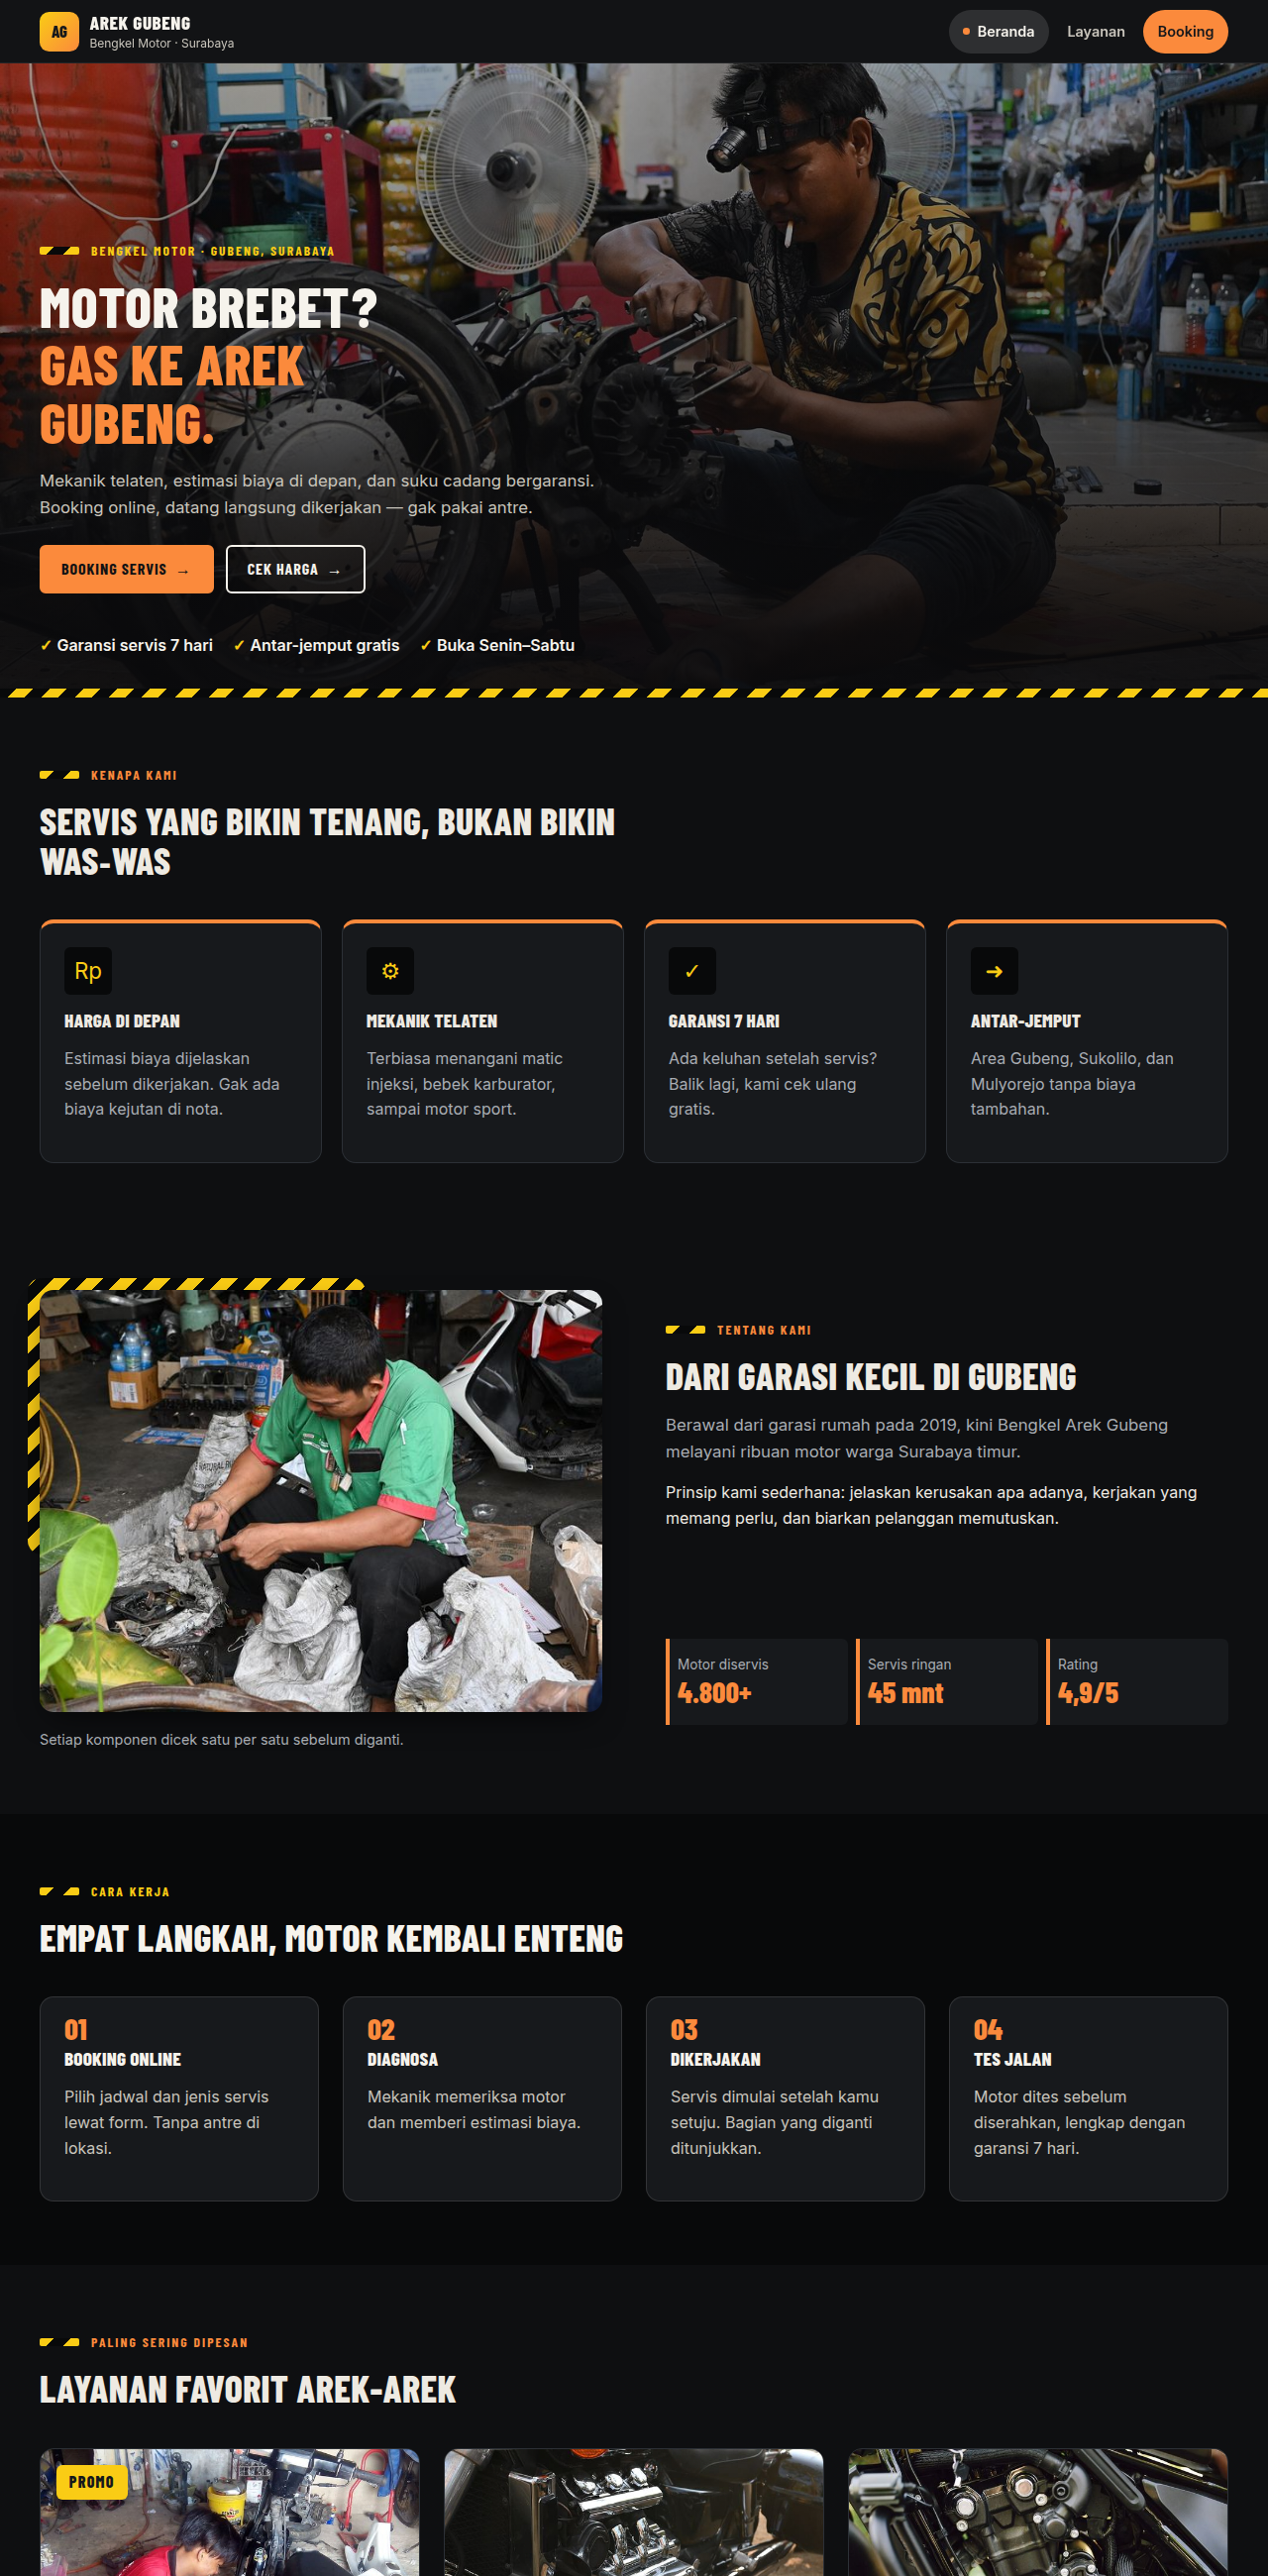 AG
AREK GUBENG
Bengkel Motor · Surabaya
Beranda
Layanan
Booking
BENGKEL MOTOR · GUBENG, SURABAYA
MOTOR BREBET?
GAS KE AREK
GUBENG.
Mekanik telaten, estimasi biaya di depan, dan suku cadang bergaransi.
Booking online, datang langsung dikerjakan — gak pakai antre.
BOOKING SERVIS →
CEK HARGA →
✓ Garansi servis 7 hari
✓ Antar-jemput gratis
✓ Buka Senin–Sabtu
KENAPA KAMI
SERVIS YANG BIKIN TENANG, BUKAN BIKIN
WAS-WAS
Rp
HARGA DI DEPAN
Estimasi biaya dijelaskan
sebelum dikerjakan. Gak ada
biaya kejutan di nota.
⚙
MEKANIK TELATEN
Terbiasa menangani matic
injeksi, bebek karburator,
sampai motor sport.
✓
GARANSI 7 HARI
Ada keluhan setelah servis?
Balik lagi, kami cek ulang
gratis.
➜
ANTAR-JEMPUT
Area Gubeng, Sukolilo, dan
Mulyorejo tanpa biaya
tambahan.
Setiap komponen dicek satu per satu sebelum diganti.
TENTANG KAMI
DARI GARASI KECIL DI GUBENG
Berawal dari garasi rumah pada 2019, kini Bengkel Arek Gubeng
melayani ribuan motor warga Surabaya timur.
Prinsip kami sederhana: jelaskan kerusakan apa adanya, kerjakan yang
memang perlu, dan biarkan pelanggan memutuskan.
Motor diservis
4.800+
Servis ringan
45 mnt
Rating
4,9/5
CARA KERJA
EMPAT LANGKAH, MOTOR KEMBALI ENTENG
01
BOOKING ONLINE
Pilih jadwal dan jenis servis
lewat form. Tanpa antre di
lokasi.
02
DIAGNOSA
Mekanik memeriksa motor
dan memberi estimasi biaya.
03
DIKERJAKAN
Servis dimulai setelah kamu
setuju. Bagian yang diganti
ditunjukkan.
04
TES JALAN
Motor dites sebelum
diserahkan, lengkap dengan
garansi 7 hari.
PALING SERING DIPESAN
LAYANAN FAVORIT AREK-AREK
PROMO